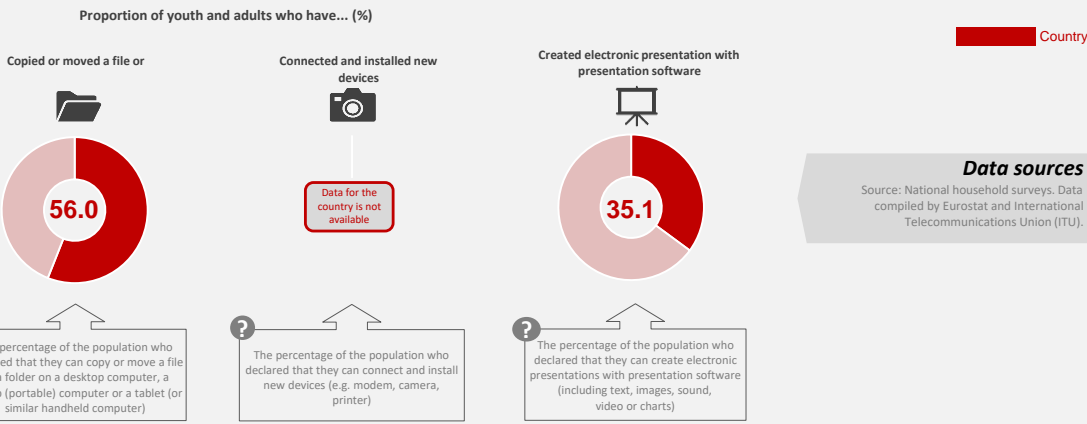 Proportion of youth and adults who have... (%)
Country
Copied or moved a file or
Connected and installed new
devices
Created electronic presentation with
presentation software
56.0
Data for the
country is not
available
35.1
Data sources
Source: National household surveys. Data
compiled by Eurostat and International
Telecommunications Union (ITU).
percentage of the population who
that they can copy or move a file
folder on a desktop computer, a
(portable) computer or a tablet (or
similar handheld computer)
?
The percentage of the population who
declared that they can connect and install
new devices (e.g. modem, camera,
printer)
?
The percentage of the population who
declared that they can create electronic
presentations with presentation software
(including text, images, sound,
video or charts)